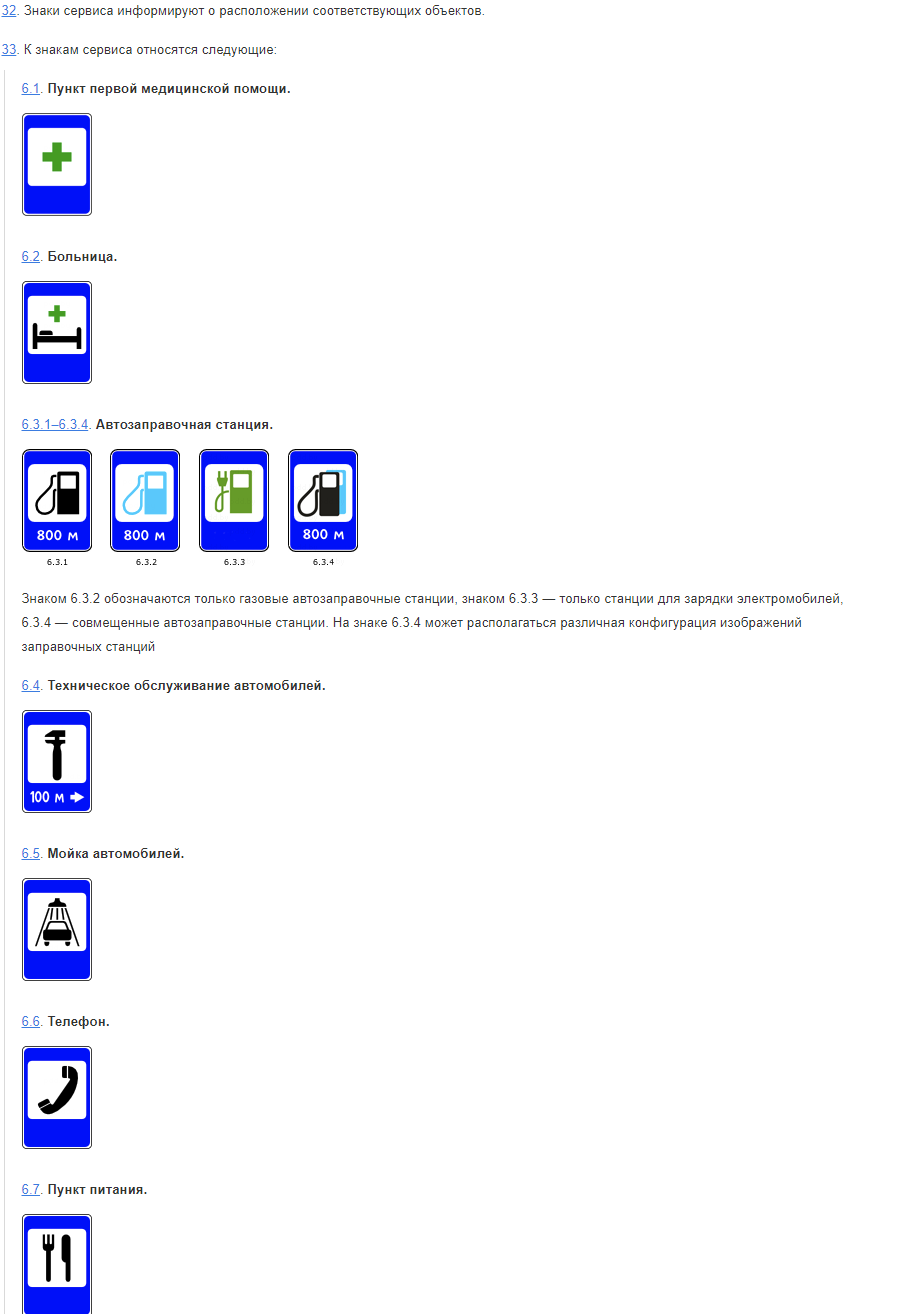 32. Знаки сервиса информируют о расположении соответствующих объектов.
33. К знакам сервиса относятся следующие:
6.1. Пункт первой медицинской помощи.
6.2. Больница.
6.3.1–6.3.4. Автозаправочная станция.
800 м 800 м 800 м
6.3.1 6.3.2 6.3.3 6.3.4
Знаком 6.3.2 обозначаются только газовые автозаправочные станции, знаком 6.3.3 — только станции для зарядки электромобилей,
6.3.4 — совмещенные автозаправочные станции. На знаке 6.3.4 может располагаться различная конфигурация изображений
заправочных станций
6.4. Техническое обслуживание автомобилей.
100 м
6.5. Мойка автомобилей.
6.6. Телефон.
6.7. Пункт питания.